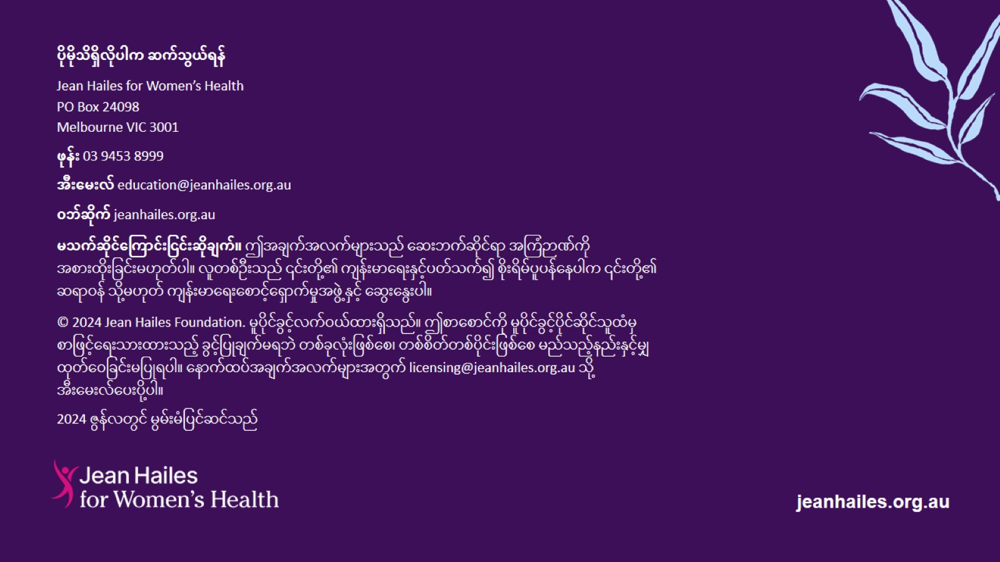 ပိုမိုသိရှိလိုပါက ဆက်သွယ်ရန်
Jean Hailes for Women’s Health
PO Box 24098
Melbourne VIC 3001
ဖုန်း 03 9453 8999
အီးမေးလ် education@jeanhailes.org.au
ဝဘ်ဆိုက် jeanhailes.org.au
မသက်ဆိုင်ကြောင်းငြင်းဆိုချက်။ ဤအချက်အလက်များသည် ဆေးဘက်ဆိုင်ရာ အကြံဉာဏ်ကို
အစားထိုးခြင်းမဟုတ်ပါ။ လူတစ်ဦးသည် ၎င်းတို့၏ ကျန်းမာရေးနှင့်ပတ်သက်၍ စိုးရိမ်ပူပန်နေပါက ၎င်းတို့၏
ဆရာဝန် သို့မဟုတ် ကျန်းမာရေးစောင့်ရှောက်မှုအဖွဲ့နှင့် ဆွေးနွေးပါ။
© 2024 Jean Hailes Foundation. မူပိုင်ခွင့်လက်ဝယ်ထားရှိသည်။ ဤစာစောင်ကို မူပိုင်ခွင့်ပိုင်ဆိုင်သူထံမှ
စာဖြင့်ရေးသားထားသည့် ခွင့်ပြုချက်မရဘဲ တစ်ခုလုံးဖြစ်စေ၊ တစ်စိတ်တစ်ပိုင်းဖြစ်စေ မည်သည့်နည်းနှင့်မျှ
ထုတ်ဝေခြင်းမပြုရပါ။ နောက်ထပ်အချက်အလက်များအတွက် licensing@jeanhailes.org.au သို့
အီးမေးလ်ပေးပို့ပါ။
2024 ဇွန်လတွင် မွမ်းမံပြင်ဆင်သည်
Jean Hailes
for Women’s Health
jeanhailes.org.au